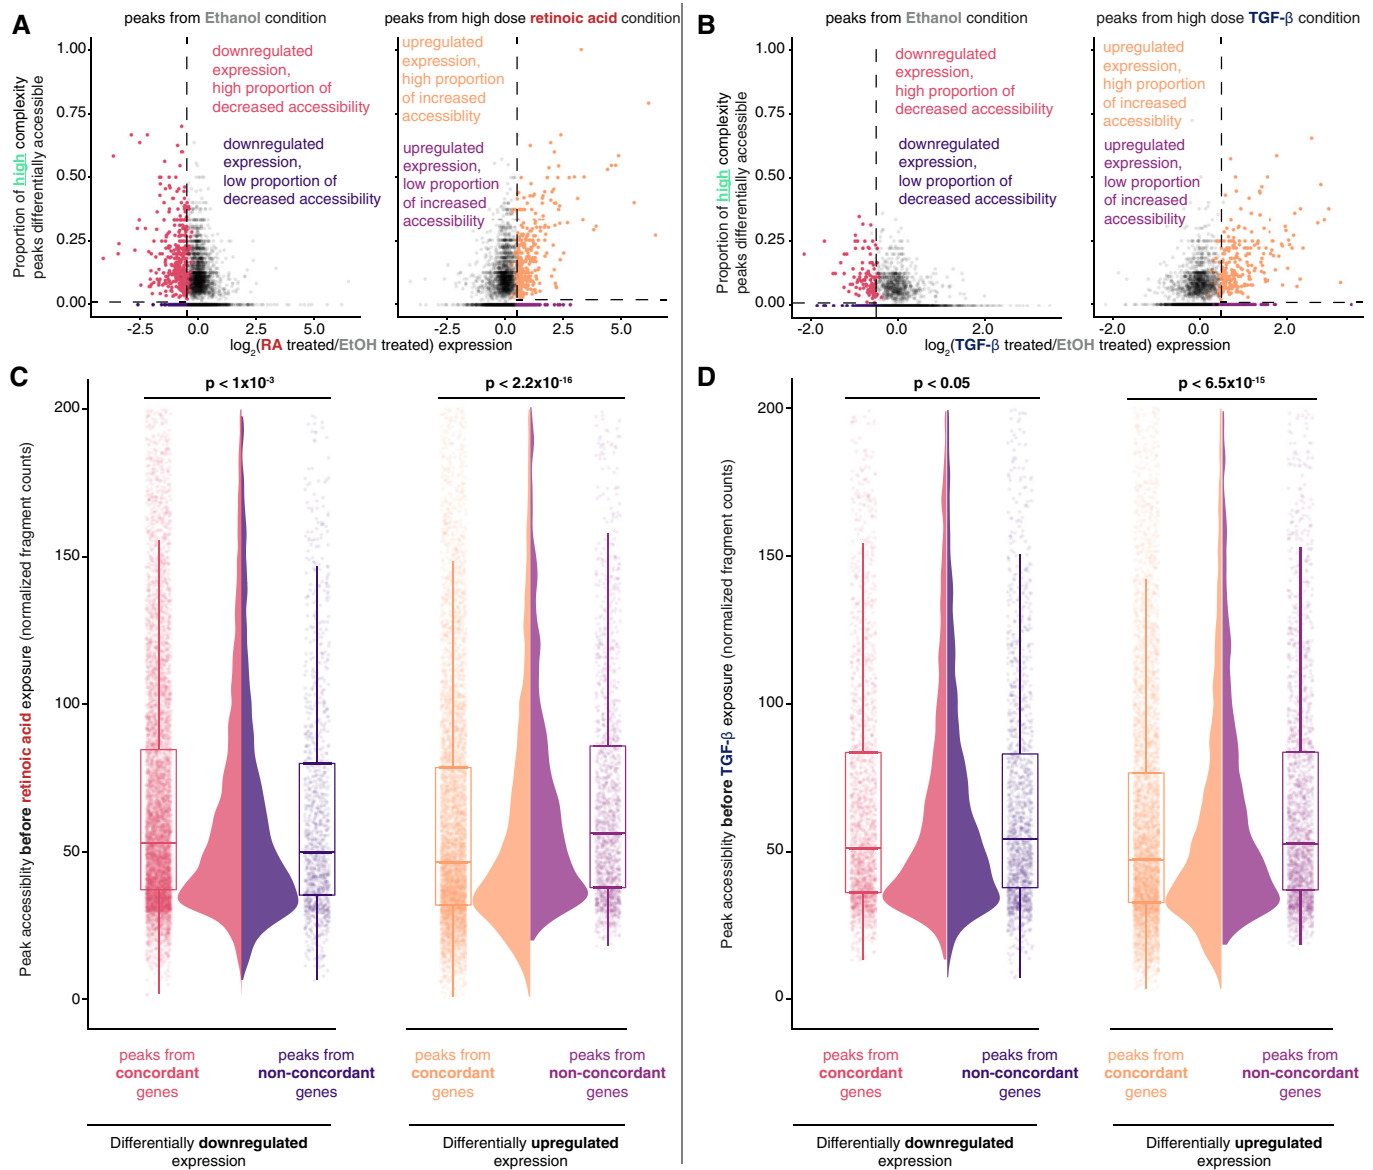 A
peaks from Ethanol condition
peaks from high dose retinoic acid condition
Proportion of high complexity
peaks differentially accessible
1.00
0.75
0.50
0.25
0.00
downregulated
expression,
high proportion of
decreased accessibility
downregulated
expression,
low proportion of
decreased accessibility
upregulated
expression,
high proportion
of increased
accessiblity
upregulated
expression,
low proportion
of increased
accessibility
-2.5
0.0
2.5
5.0
-2.5
0.0
2.5
5.0
log2(RA treated/EtOH treated) expression
B
peaks from Ethanol condition
peaks from high dose TGF-β condition
Proportion of high complexity
peaks differentially accessible
1.00
0.75
0.50
0.25
0.00
downregulated
expression,
high proportion of
decreased accessibility
downregulated
expression,
low proportion of
decreased accessibility
upregulated
expression,
high proportion
of increased
accessiblity
upregulated
expression,
low proportion
of increased
accessibility
-2.0
0.0
2.0
-2.0
0.0
2.0
log2(TGF-β treated/EtOH treated) expression
C
p < 1x10-3
p < 2.2x10-16
Peak accessiblity before retinoic acid exposure (normalized fragment counts)
200
150
100
50
0
peaks from
concordant
genes
peaks from
non-concordant
genes
peaks from
concordant
genes
peaks from
non-concordant
genes
Differentially downregulated
expression
Differentially upregulated
expression
D
p < 0.05
p < 6.5x10-15
Peak accessiblity before TGF-β exposure (normalized fragment counts)
200
150
100
50
0
peaks from
concordant
genes
peaks from
non-concordant
genes
peaks from
concordant
genes
peaks from
non-concordant
genes
Differentially downregulated
expression
Differentially upregulated
expression